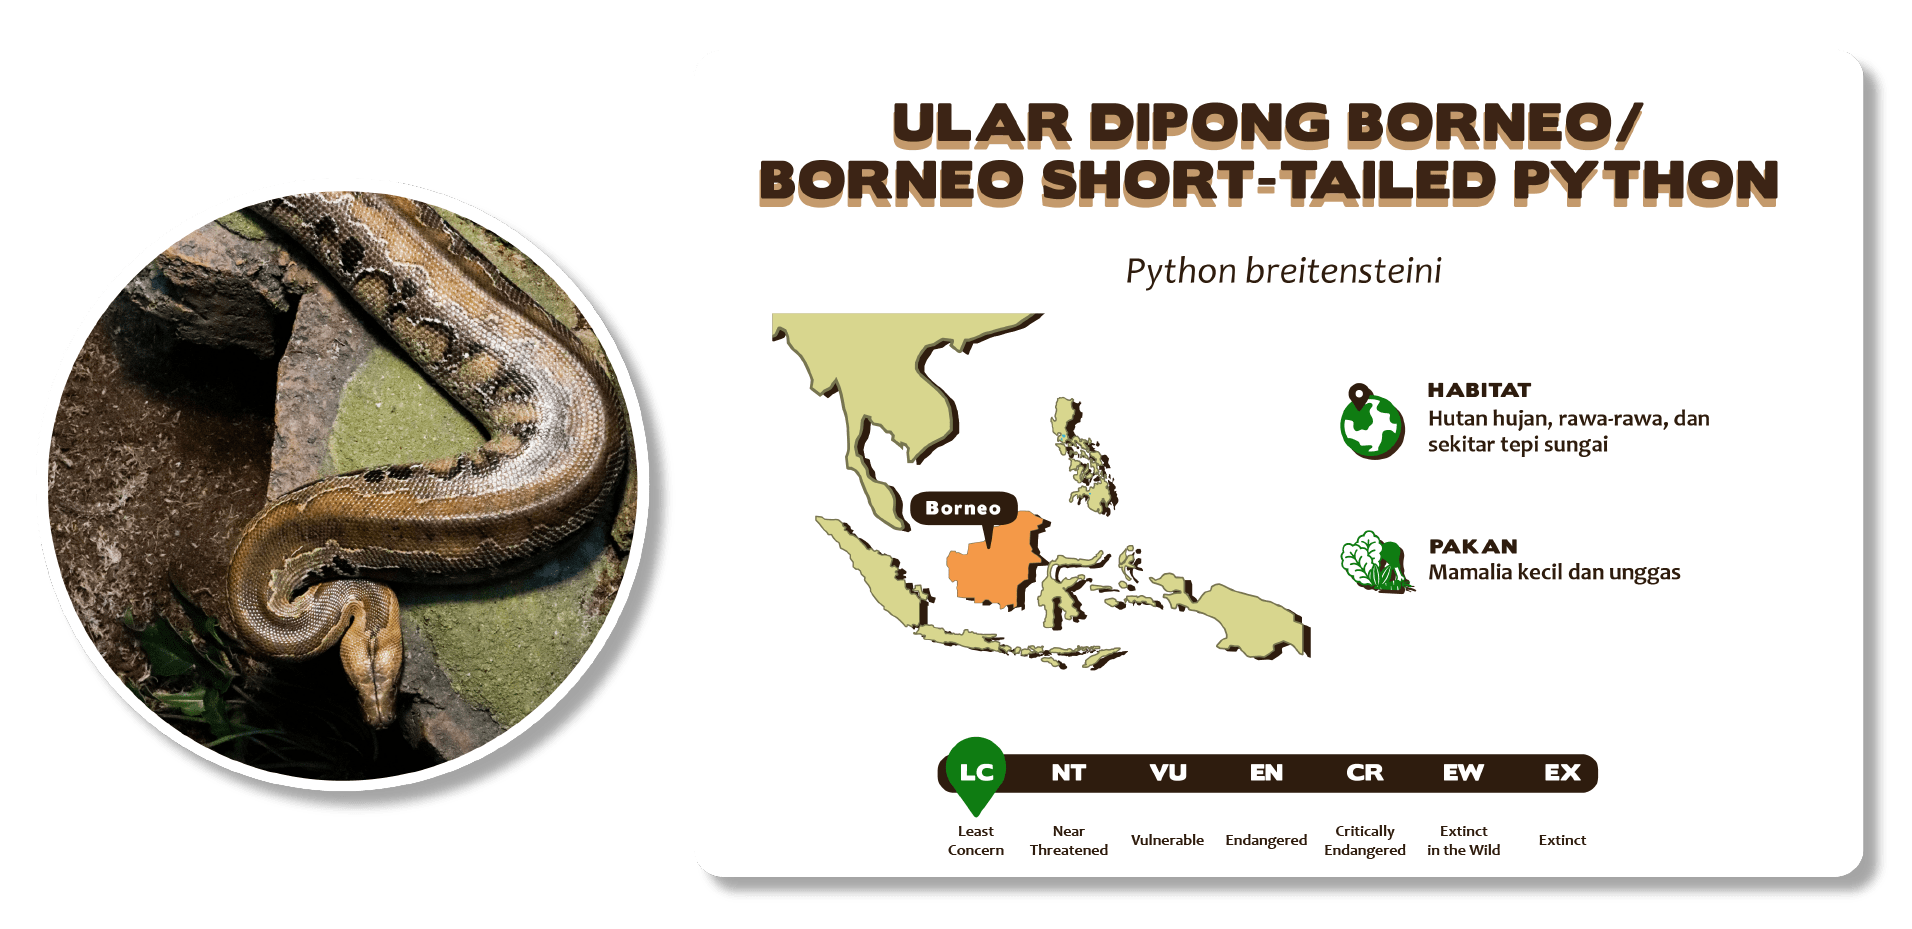 ULAR DIPONG BORNEO/
BORNEO SHORT-TAILED PYTHON
Python breitensteini
Borneo
HABITAT
Hutan hujan, rawa-rawa, dan
sekitar tepi sungai
PAKAN
Mamalia kecil dan unggas
LC NT VU EN CR EW EX
Least Concern
Near Threatened
Vulnerable
Endangered
Critically Endangered
Extinct in the Wild
Extinct